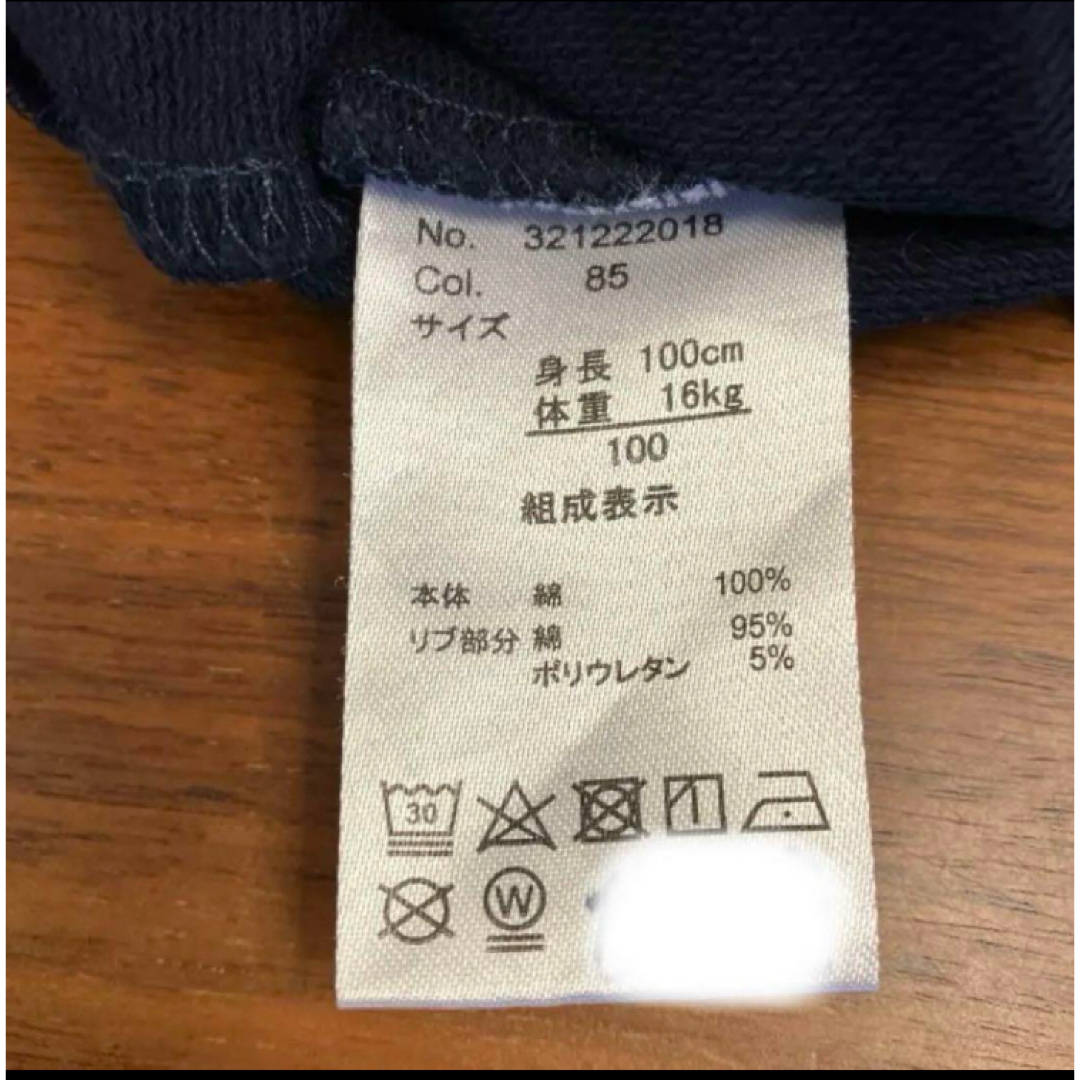 No. 321222018
Col. 85
サイズ
身長 100cm
体重 16kg
100
組成表示
本体 綿 100%
リブ部分 綿 95%
ポリウレタン 5%
30
W